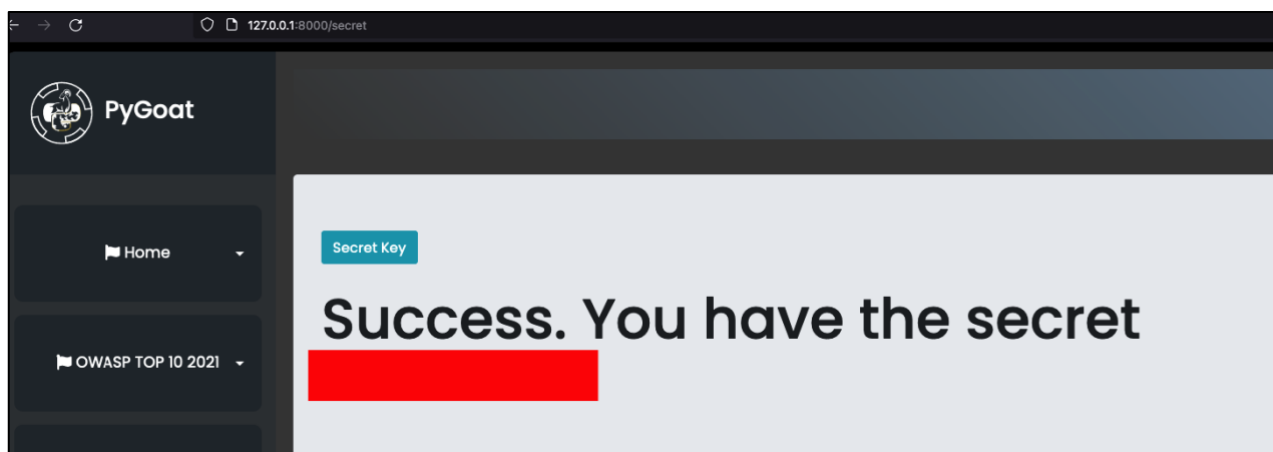 127.0.0.1:8000/secret
PyGoat
Home
OWASP TOP 10 2021
Secret Key
Success. You have the secret